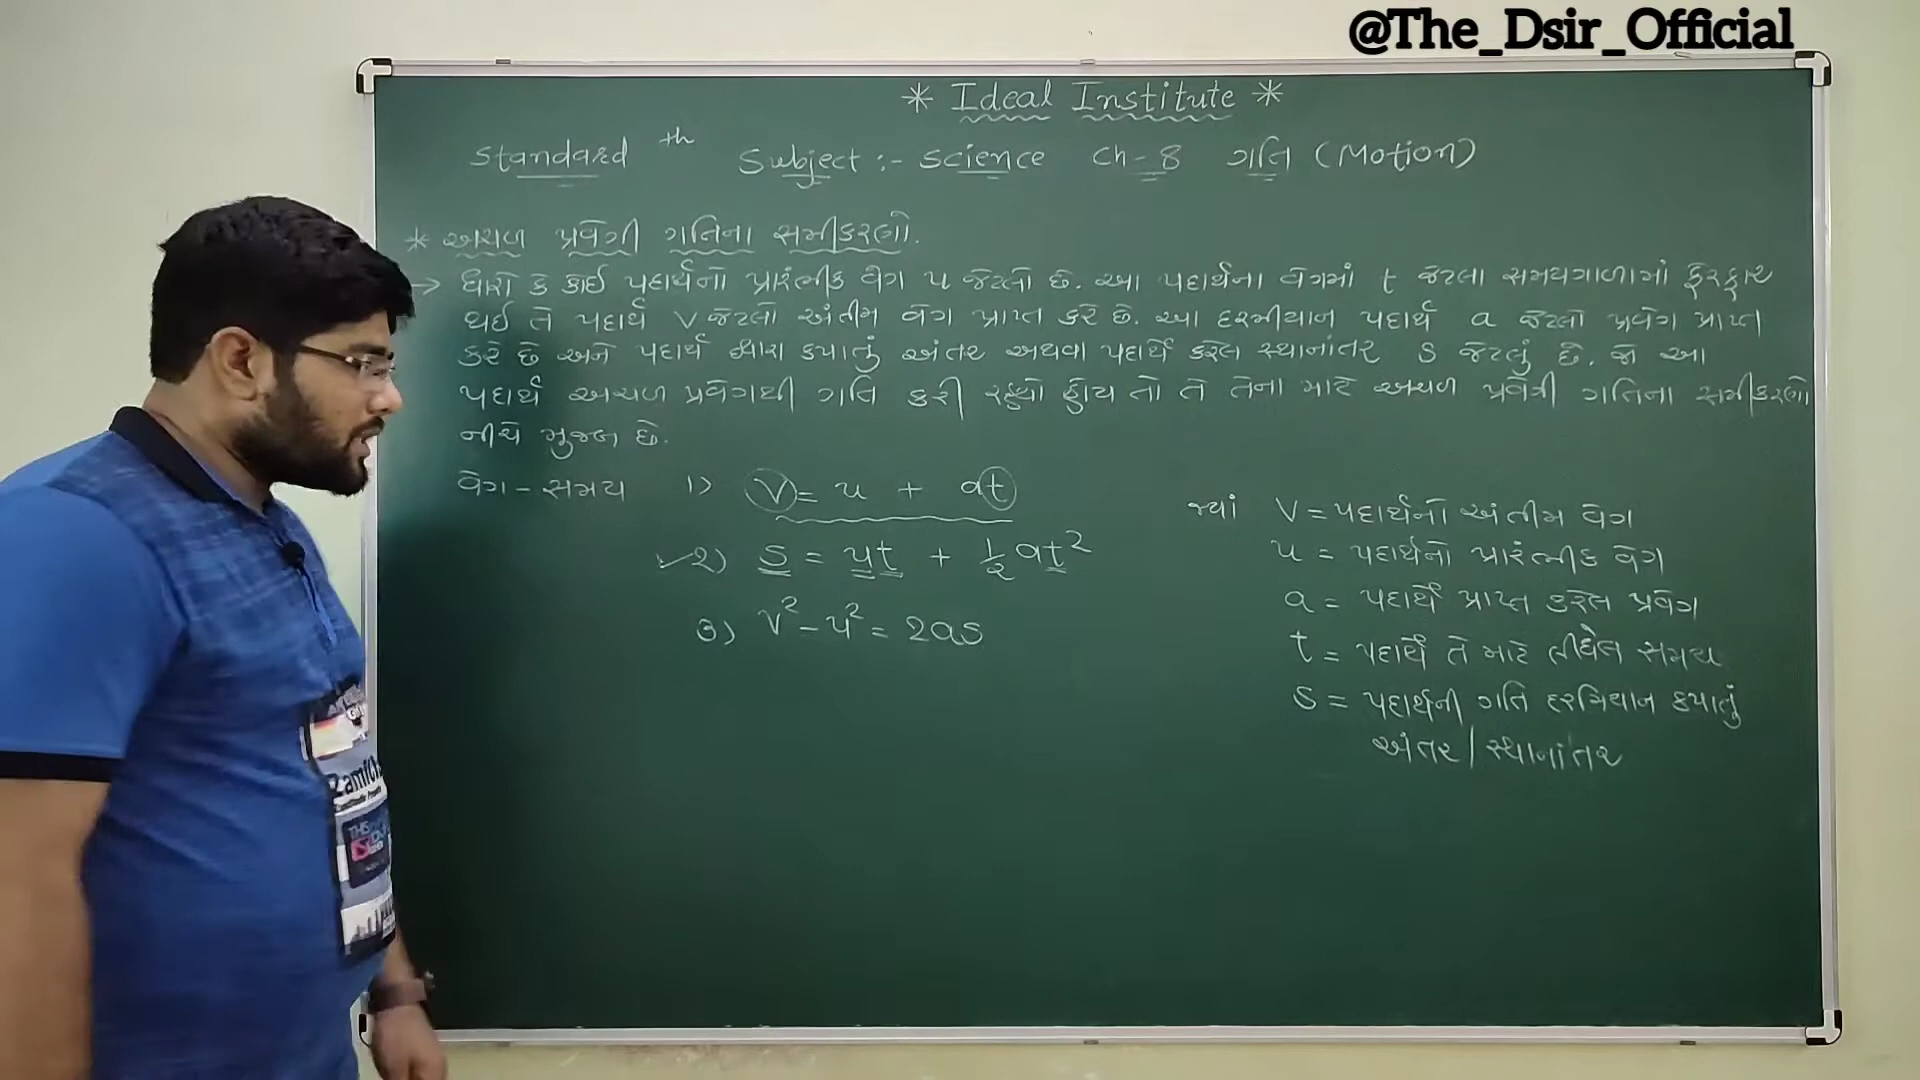 @The_Dsir_Official
* Ideal Institute *
Standard th Subject :- Science Ch-8 ગતિ (Motion)
* અચળ પ્રવેગી ગતિના સમીકરણો.
→ ધારો કે કોઈ પદાર્થનો પ્રારંભીક વેગ u જેટલો છે. આ પદાર્થના વેગમાં t જેટલા સમયગાળામાં ફેરફાર
થઈ તે પદાર્થ v જેટલો અંતીમ વેગ પ્રાપ્ત કરે છે. આ દરમીયાન પદાર્થ a જેટલો પ્રવેગ પ્રાપ્ત
કરે છે અને પદાર્થ દ્વારા કપાતું અંતર અથવા પદાર્થે કરેલ સ્થાનાંતર s જેટલું છે. જો આ
પદાર્થ અચળ પ્રવેગથી ગતિ કરી રહ્યો હોય તો તે તેના માટે અચળ પ્રવેગી ગતિના સમીકરણો
નીચે મુજબ છે.
વેગ - સમય ૧) v = u + at
૨) s = ut + 1/2 at²
૩) v² - u² = 2as
જ્યાં v = પદાર્થનો અંતીમ વેગ
u = પદાર્થનો પ્રારંભીક વેગ
a = પદાર્થે પ્રાપ્ત કરેલ પ્રવેગ
t = પદાર્થે તે માટે લીધેલ સમય
s = પદાર્થની ગતિ દરમિયાન કપાતું
અંતર / સ્થાનાંતર